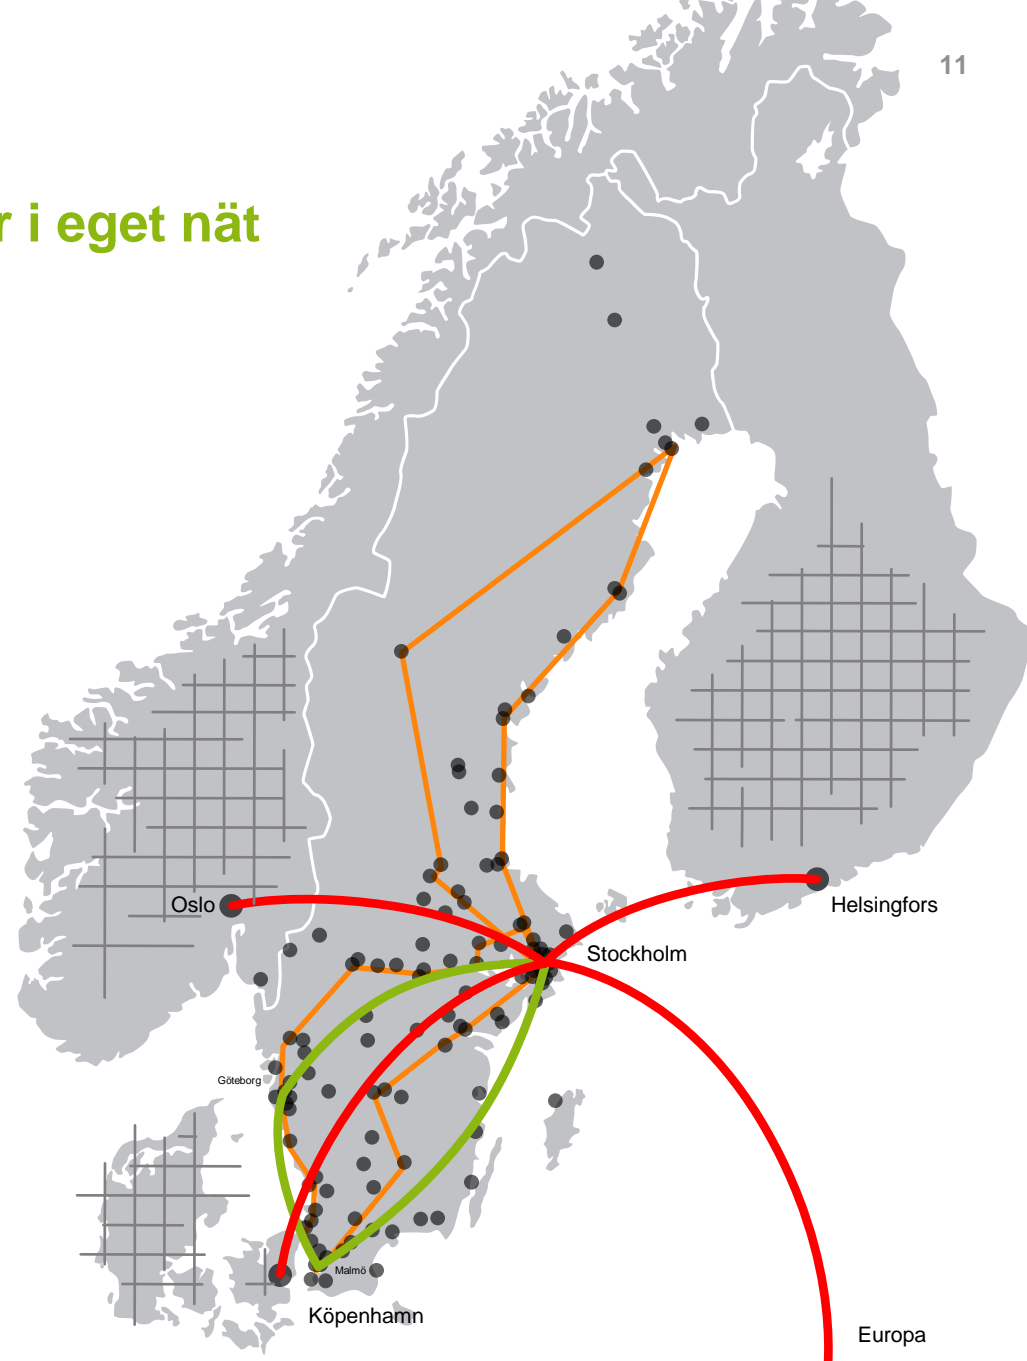 11
r i eget nät
Oslo
Helsingfors
Stockholm
Göteborg
Malmö
Köpenhamn
Europa